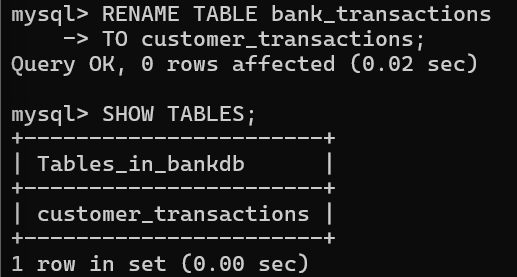 mysql> RENAME TABLE bank_transactions
    -> TO customer_transactions;
Query OK, 0 rows affected (0.02 sec)

mysql> SHOW TABLES;
+-----------------------+
| Tables_in_bankdb      |
+-----------------------+
| customer_transactions |
+-----------------------+
1 row in set (0.00 sec)